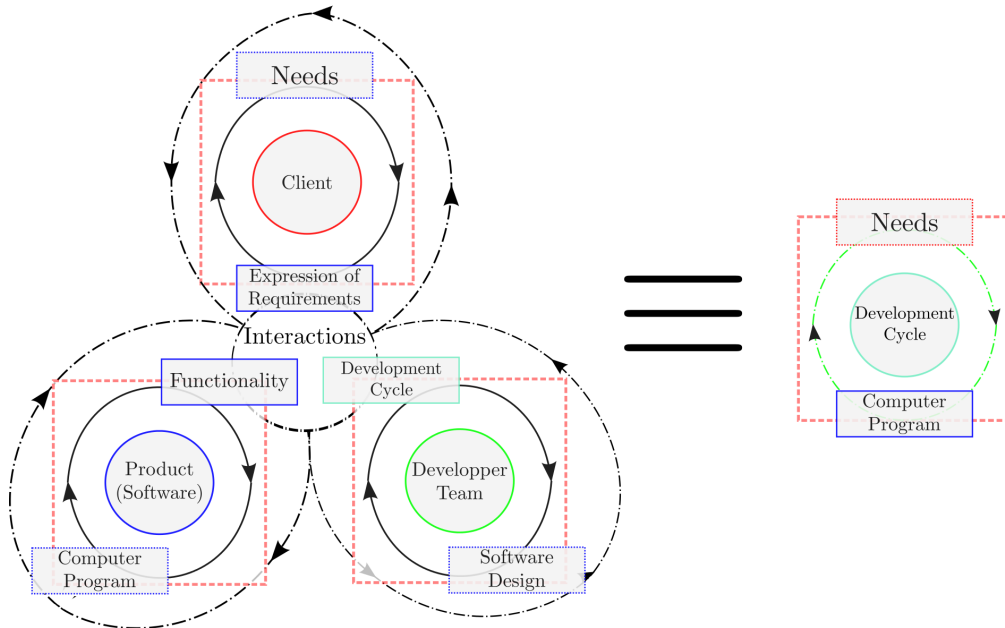 Needs
Client
Expression of
Requirements
Interactions
Functionality
Development
Cycle
Product
(Software)
Developper
Team
Computer
Program
Software
Design
Needs
Development
Cycle
Computer
Program